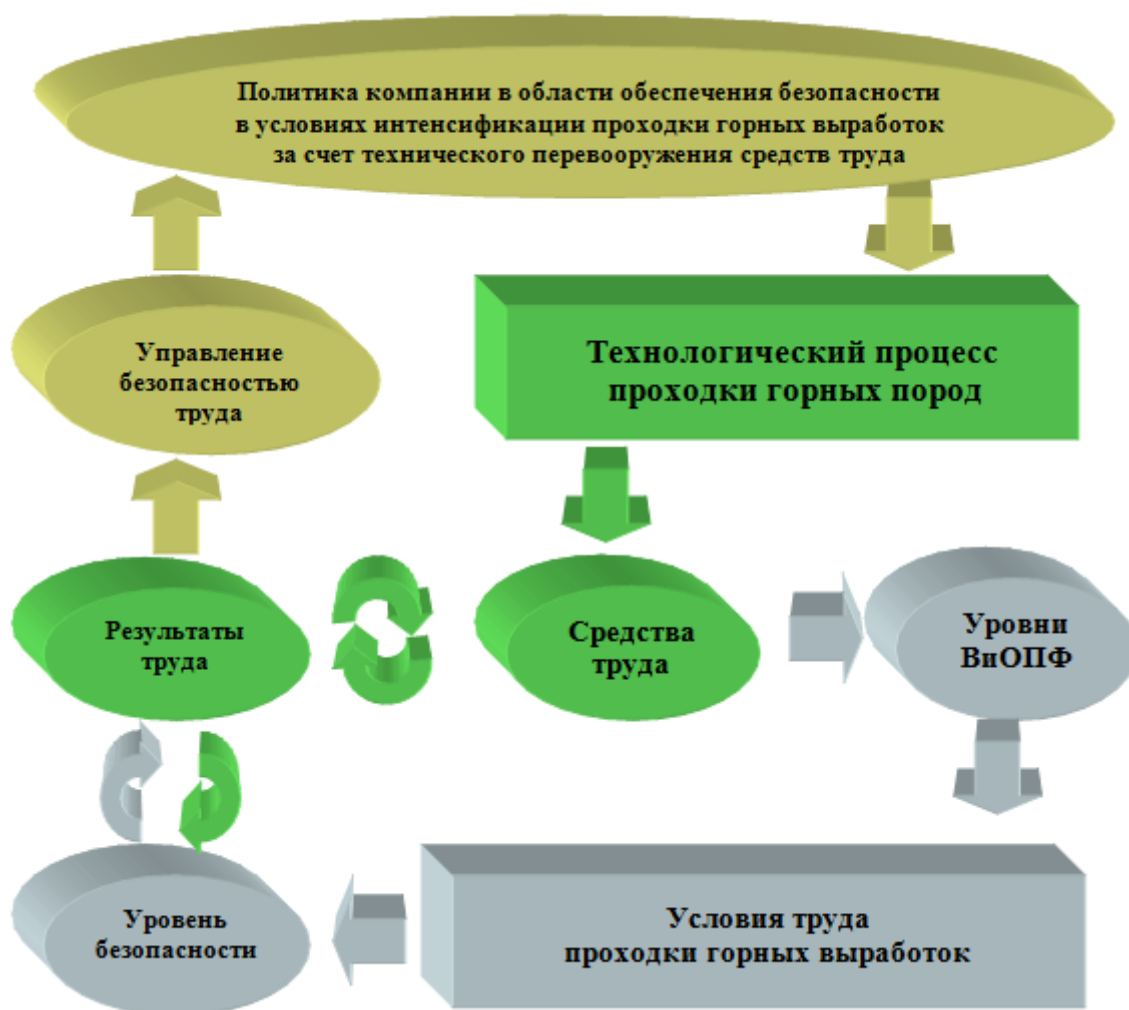 Политика компании в области обеспечения безопасности
в условиях интенсификации проходки горных выработок
за счет технического перевооружения средств труда
Управление
безопасностью
труда
Технологический процесс
проходки горных пород
Результаты
труда
Средства
труда
Уровни
ВиОПФ
Уровень
безопасности
Условия труда
проходки горных выработок